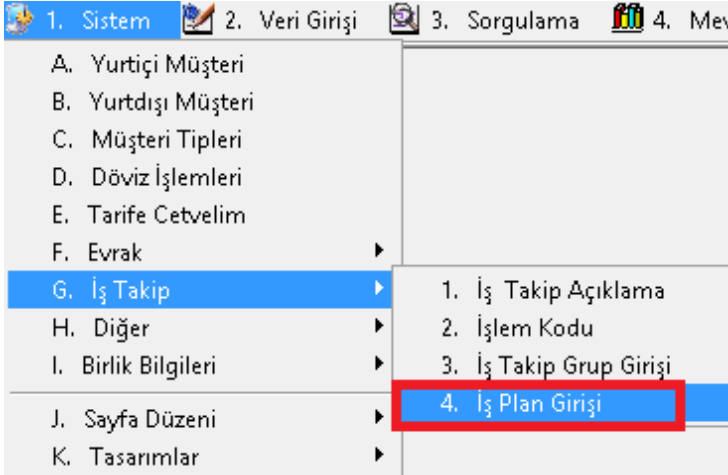 1. Sistem 2. Veri Girişi 3. Sorgulama 4.
A. Yurtiçi Müşteri
B. Yurtdışı Müşteri
C. Müşteri Tipleri
D. Döviz İşlemleri
E. Tarife Cetvelim
F. Evrak
G. İş Takip
H. Diğer
I. Birlik Bilgileri
J. Sayfa Düzeni
K. Tasarımlar
1. İş Takip Açıklama
2. İşlem Kodu
3. İş Takip Grup Girişi
4. İş Plan Girişi